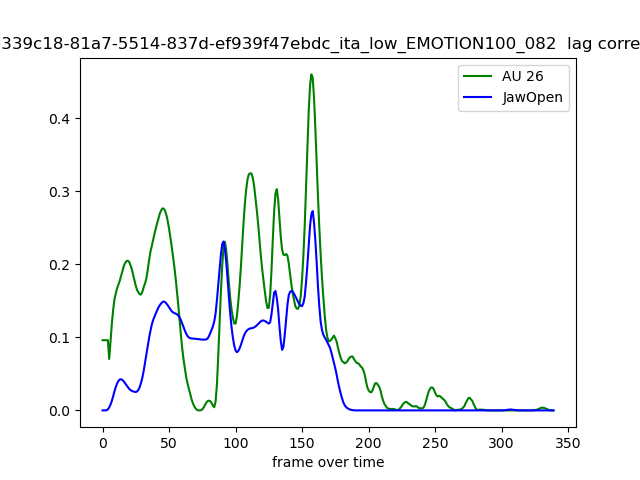 339c18-81a7-5514-837d-ef939f47ebdc_ita_low_EMOTION100_082  lag corre
AU 26
JawOpen
0.4
0.3
0.2
0.1
0.0
0 50 100 150 200 250 300 350
frame over time